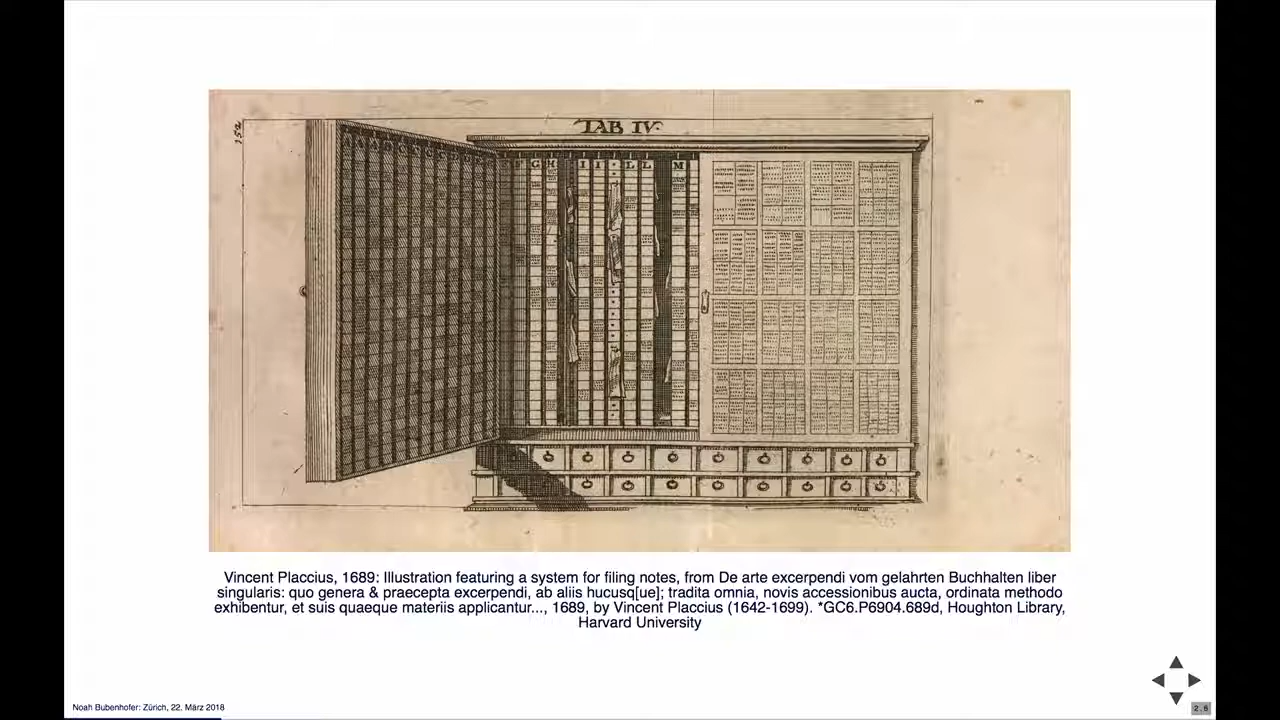 152
TAB IV.
G H I I L L M
Vincent Placcius, 1689: Illustration featuring a system for filing notes, from De arte excerpendi vom gelahrten Buchhalten liber
singularis: quo genera & praecepta excerpendi, ab aliis hucusq[ue]; tradita omnia, novis accessionibus aucta, ordinata methodo
exhibentur, et suis quaeque materiis applicantur..., 1689, by Vincent Placcius (1642-1699). *GC6.P6904.689d, Houghton Library,
Harvard University
Noah Bubenhofer: Zürich, 22. März 2018
2.6